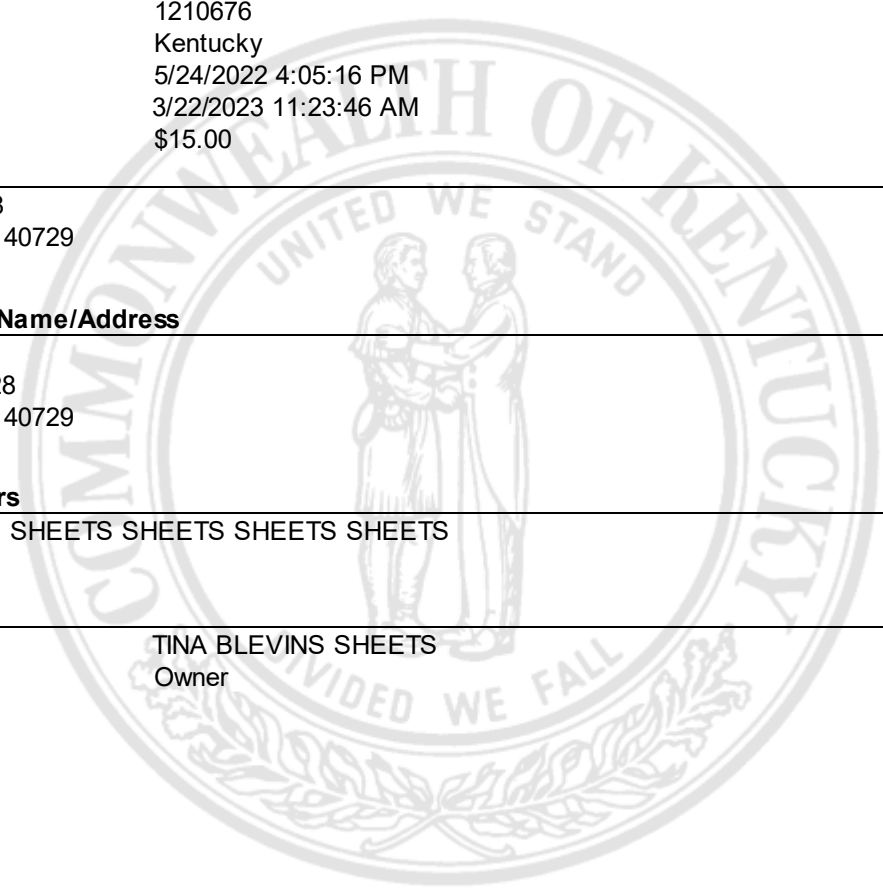 1210676
Kentucky
5/24/2022 4:05:16 PM
3/22/2023 11:23:46 AM
$15.00
40729
Name/Address
28
40729
rs
SHEETS SHEETS SHEETS SHEETS
TINA BLEVINS SHEETS
Owner
COMMONWEALTH OF KENTUCKY
UNITED WE STAND
DIVIDED WE FALL